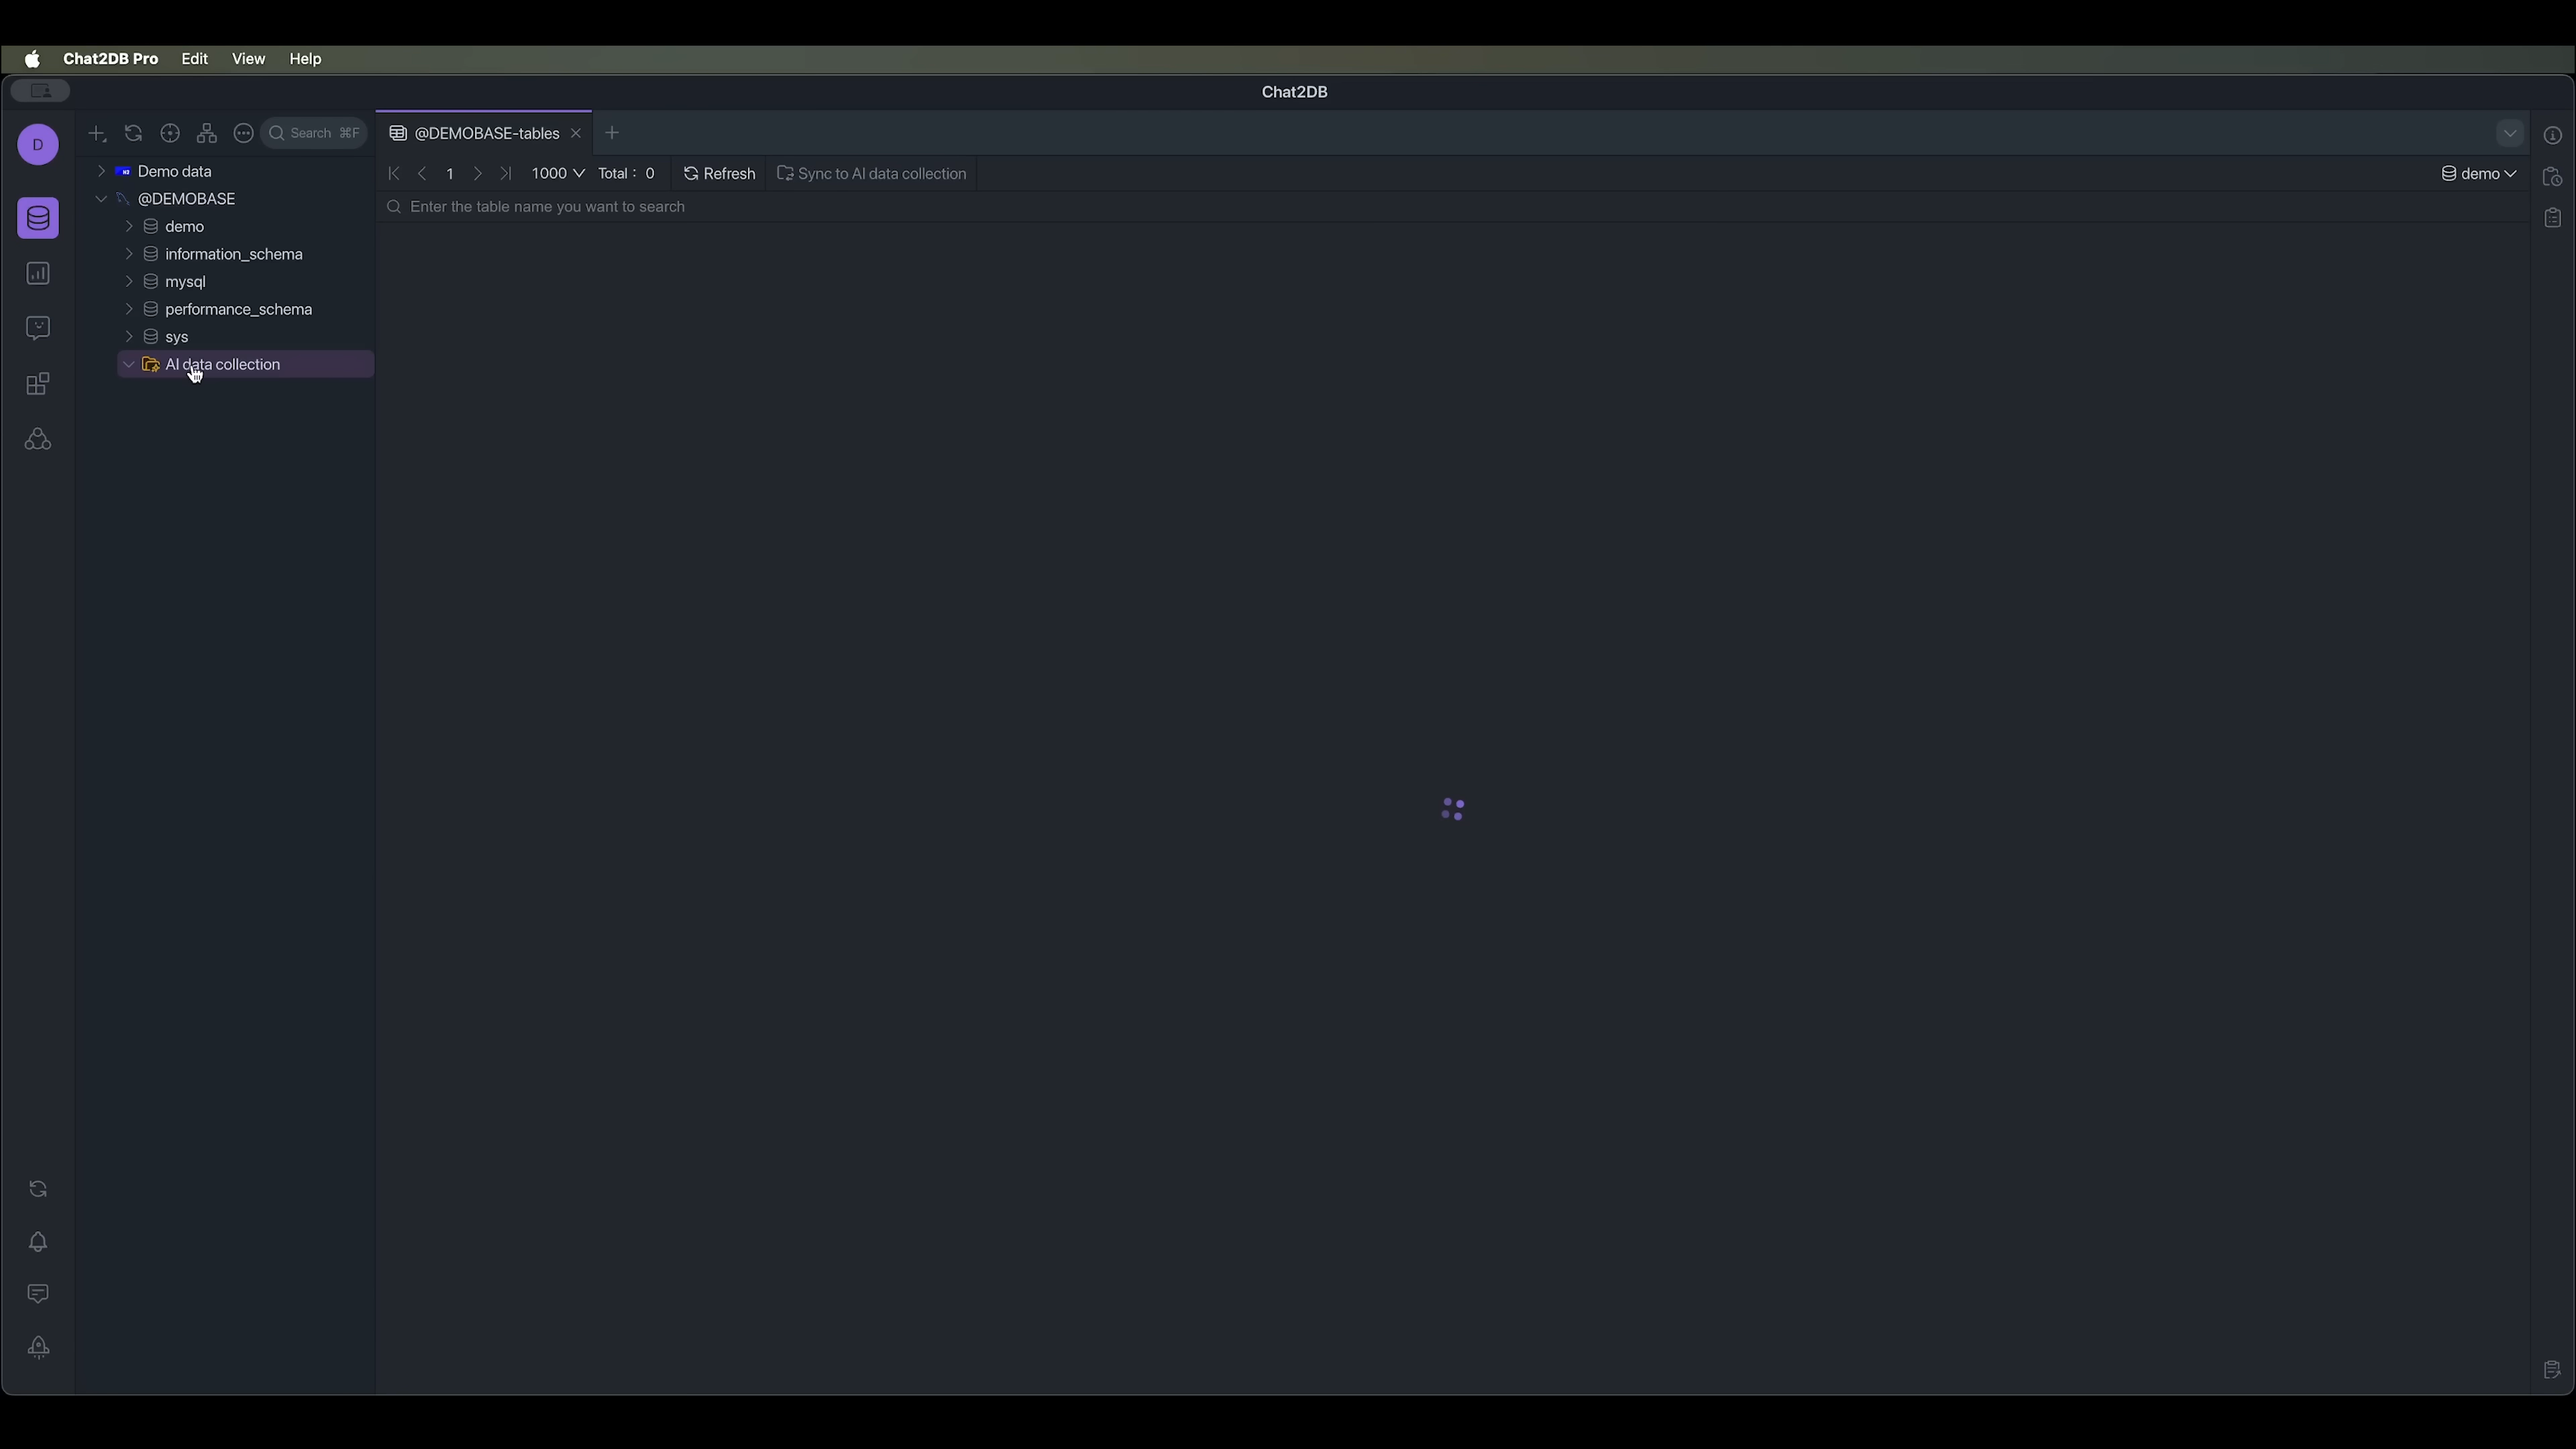 Chat2DB Pro Edit View Help
Chat2DB
D
Search ⌘F
@DEMOBASE-tables
1 1000 Total : 0 Refresh Sync to AI data collection demo
Enter the table name you want to search
Demo data
@DEMOBASE
demo
information_schema
mysql
performance_schema
sys
AI data collection